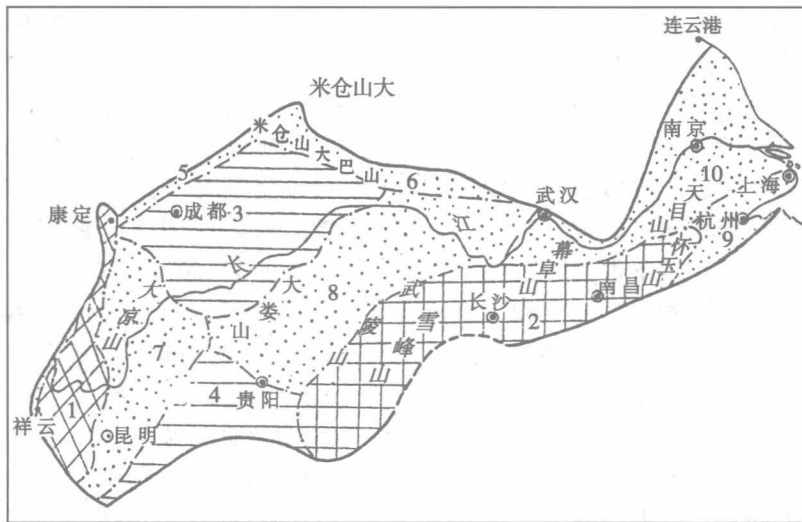 连云港
米仓山大
南京
10
上海
天目山
杭州
9
怀玉山
米仓山大巴山
5
6
武汉
康定
成都
3
长江
幕阜山
大娄山
8
武陵山
雪峰山
长沙
南昌
2
大凉山
7
4
贵阳
1
祥云
昆明